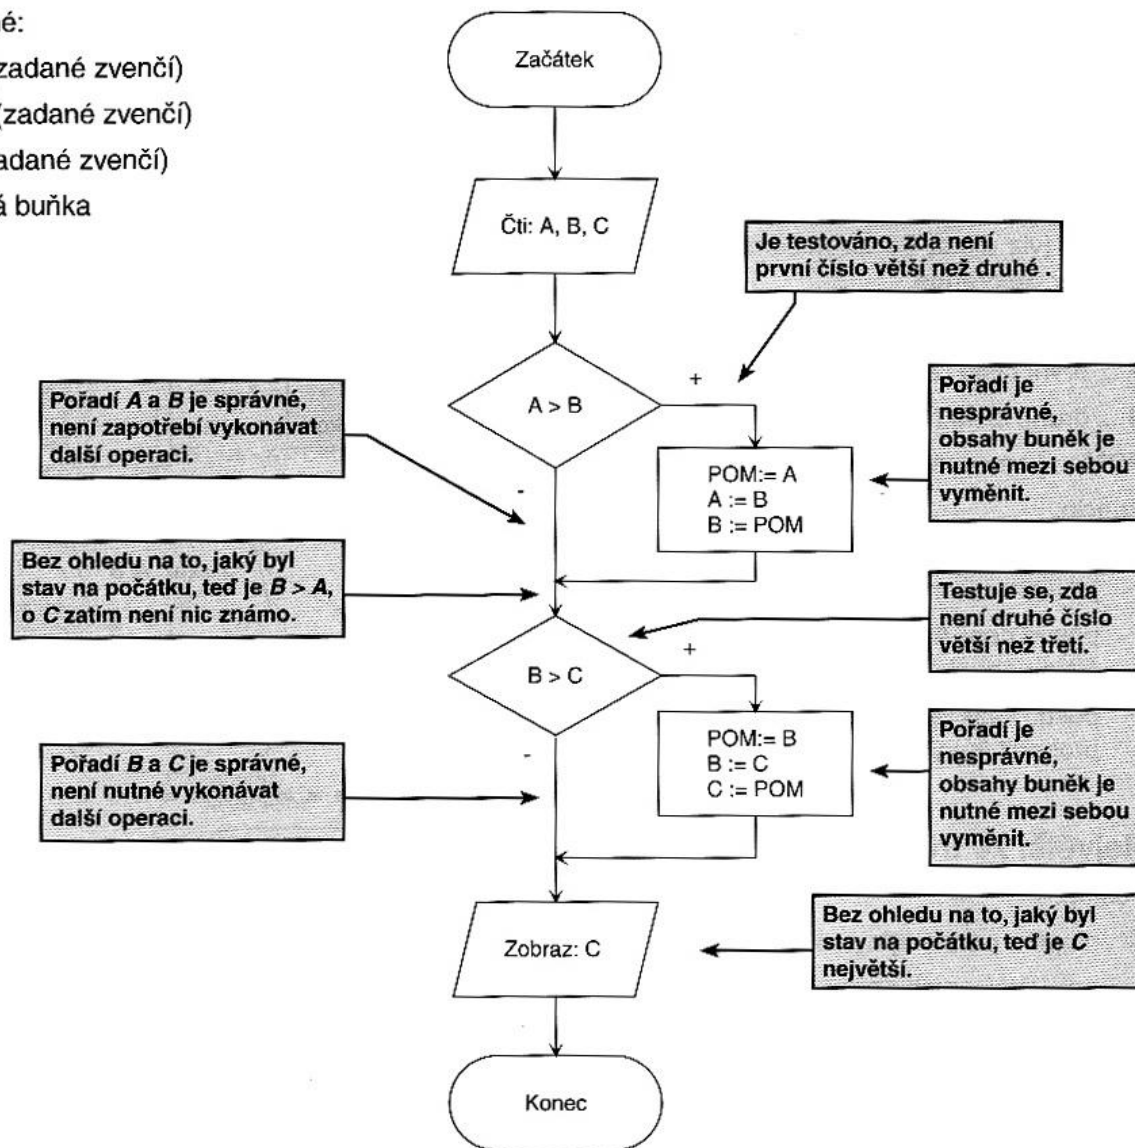 né:
zadané zvenčí)
(zadané zvenčí)
adané zvenčí)
á buňka
Začátek
Čti: A, B, C
Je testováno, zda není
první číslo větší než druhé .
A > B
+
-
Pořadí A a B je správné,
není zapotřebí vykonávat
další operaci.
Pořadí je
nesprávné,
obsahy buněk je
nutné mezi sebou
vyměnit.
POM:= A
A := B
B := POM
Bez ohledu na to, jaký byl
stav na počátku, teď je B > A,
o C zatím není nic známo.
Testuje se, zda
není druhé číslo
větší než třetí.
B > C
+
-
POM:= B
B := C
C := POM
Pořadí B a C je správné,
není nutné vykonávat
další operaci.
Pořadí je
nesprávné,
obsahy buněk je
nutné mezi sebou
vyměnit.
Zobraz: C
Bez ohledu na to, jaký byl
stav na počátku, teď je C
největší.
Konec